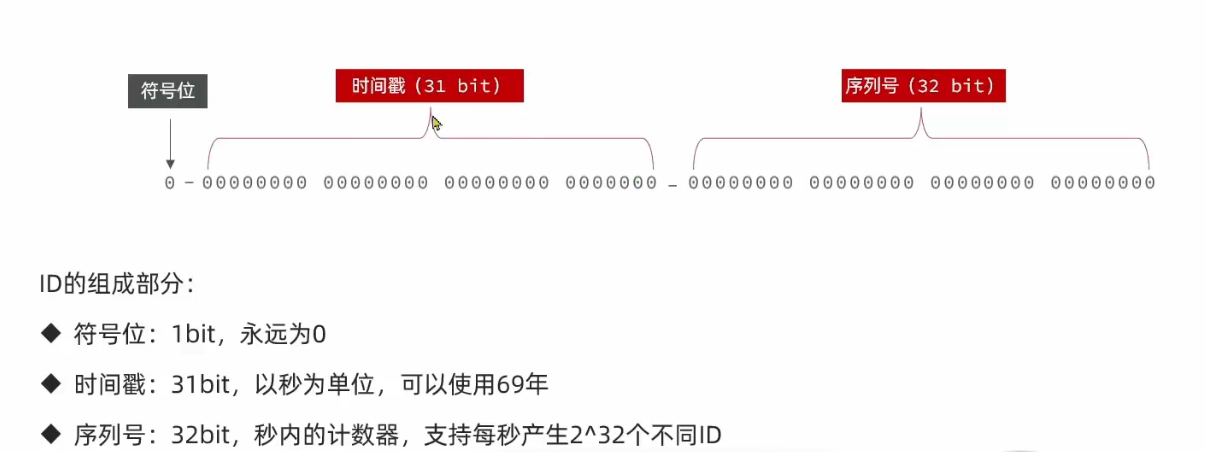 符号位 时间戳（31 bit） 序列号（32 bit）
0 - 00000000 00000000 00000000 0000000 - 00000000 00000000 00000000 00000000
ID的组成部分：
◆ 符号位：1bit，永远为0
◆ 时间戳：31bit，以秒为单位，可以使用69年
◆ 序列号：32bit，秒内的计数器，支持每秒产生2^32个不同ID